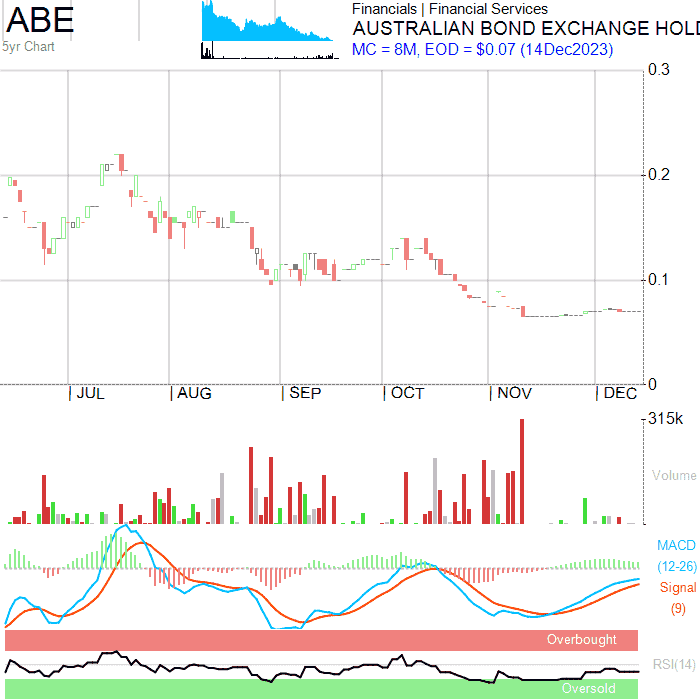 ABE
5yr Chart
Financials | Financial Services
AUSTRALIAN BOND EXCHANGE HOLD
MC = 8M, EOD = $0.07 (14Dec2023)
0.3
0.2
0.1
0
JUL
AUG
SEP
OCT
NOV
DEC
315k
Volume
MACD
(12-26)
Signal
(9)
Overbought
RSI(14)
Oversold